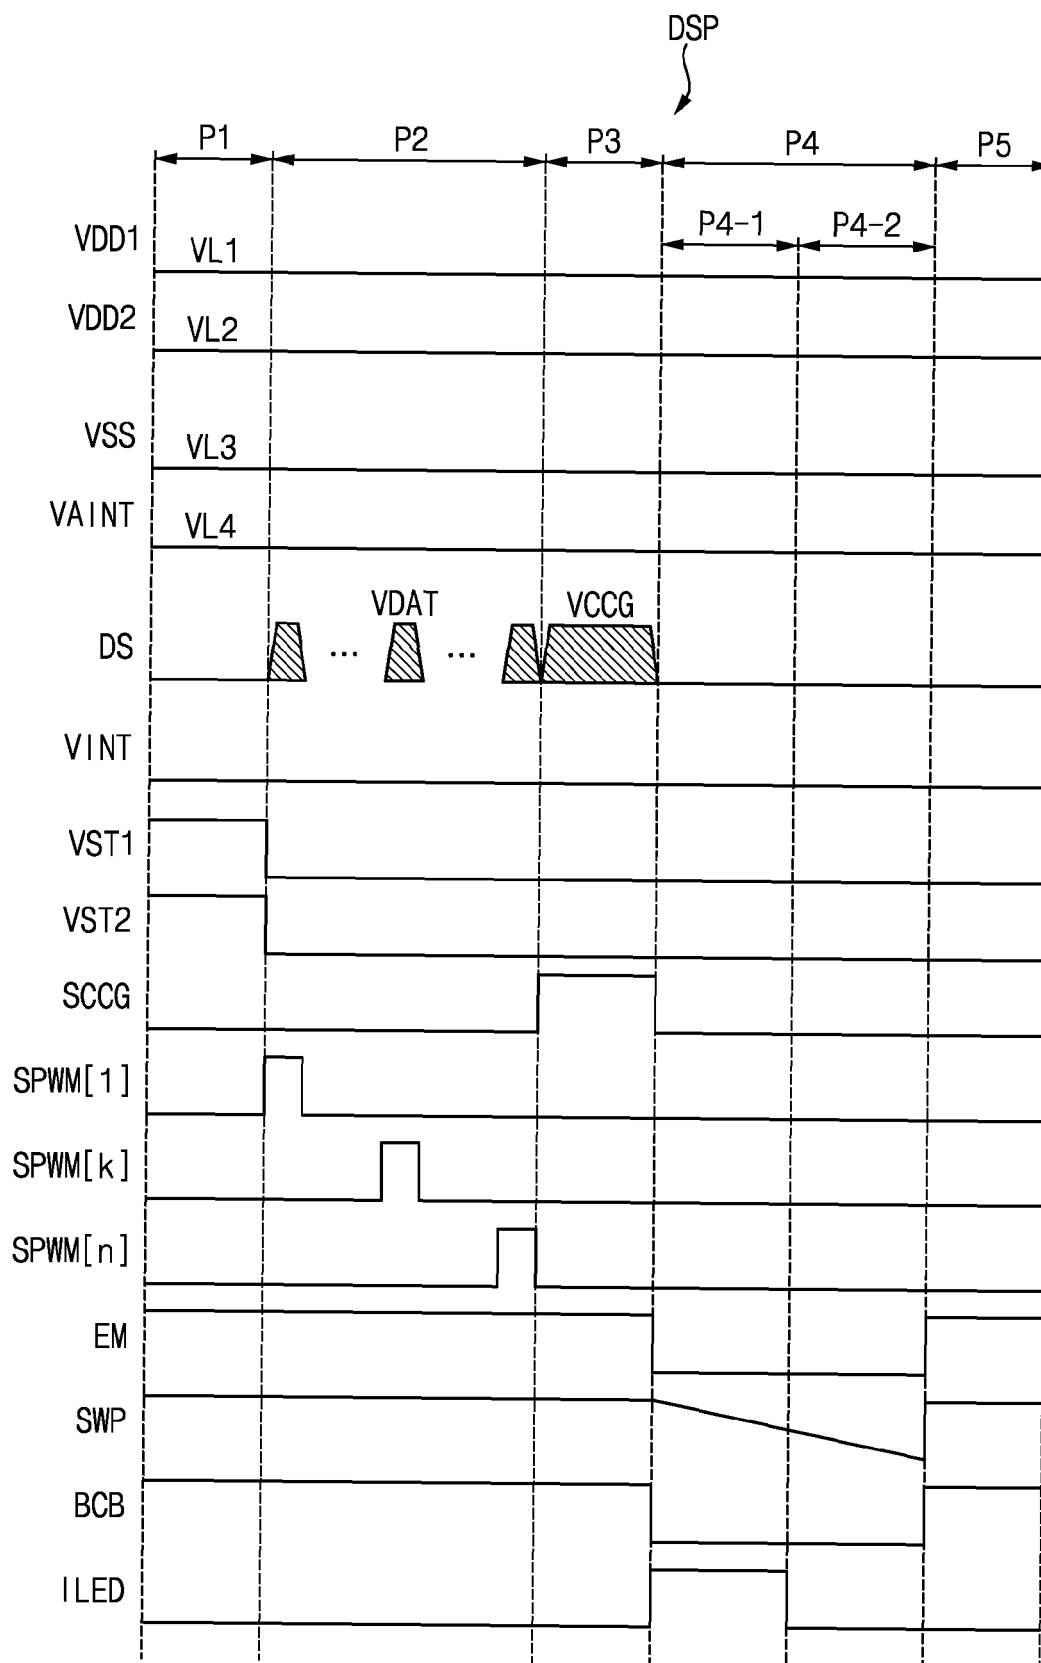 DSP
P1 P2 P3 P4 P5
P4-1 P4-2
VDD1 VL1
VDD2 VL2
VSS VL3
VAINT VL4
VDAT VCCG
DS ... ...
VINT
VST1
VST2
SCCG
SPWM[1]
SPWM[k]
SPWM[n]
EM
SWP
BCB
ILED